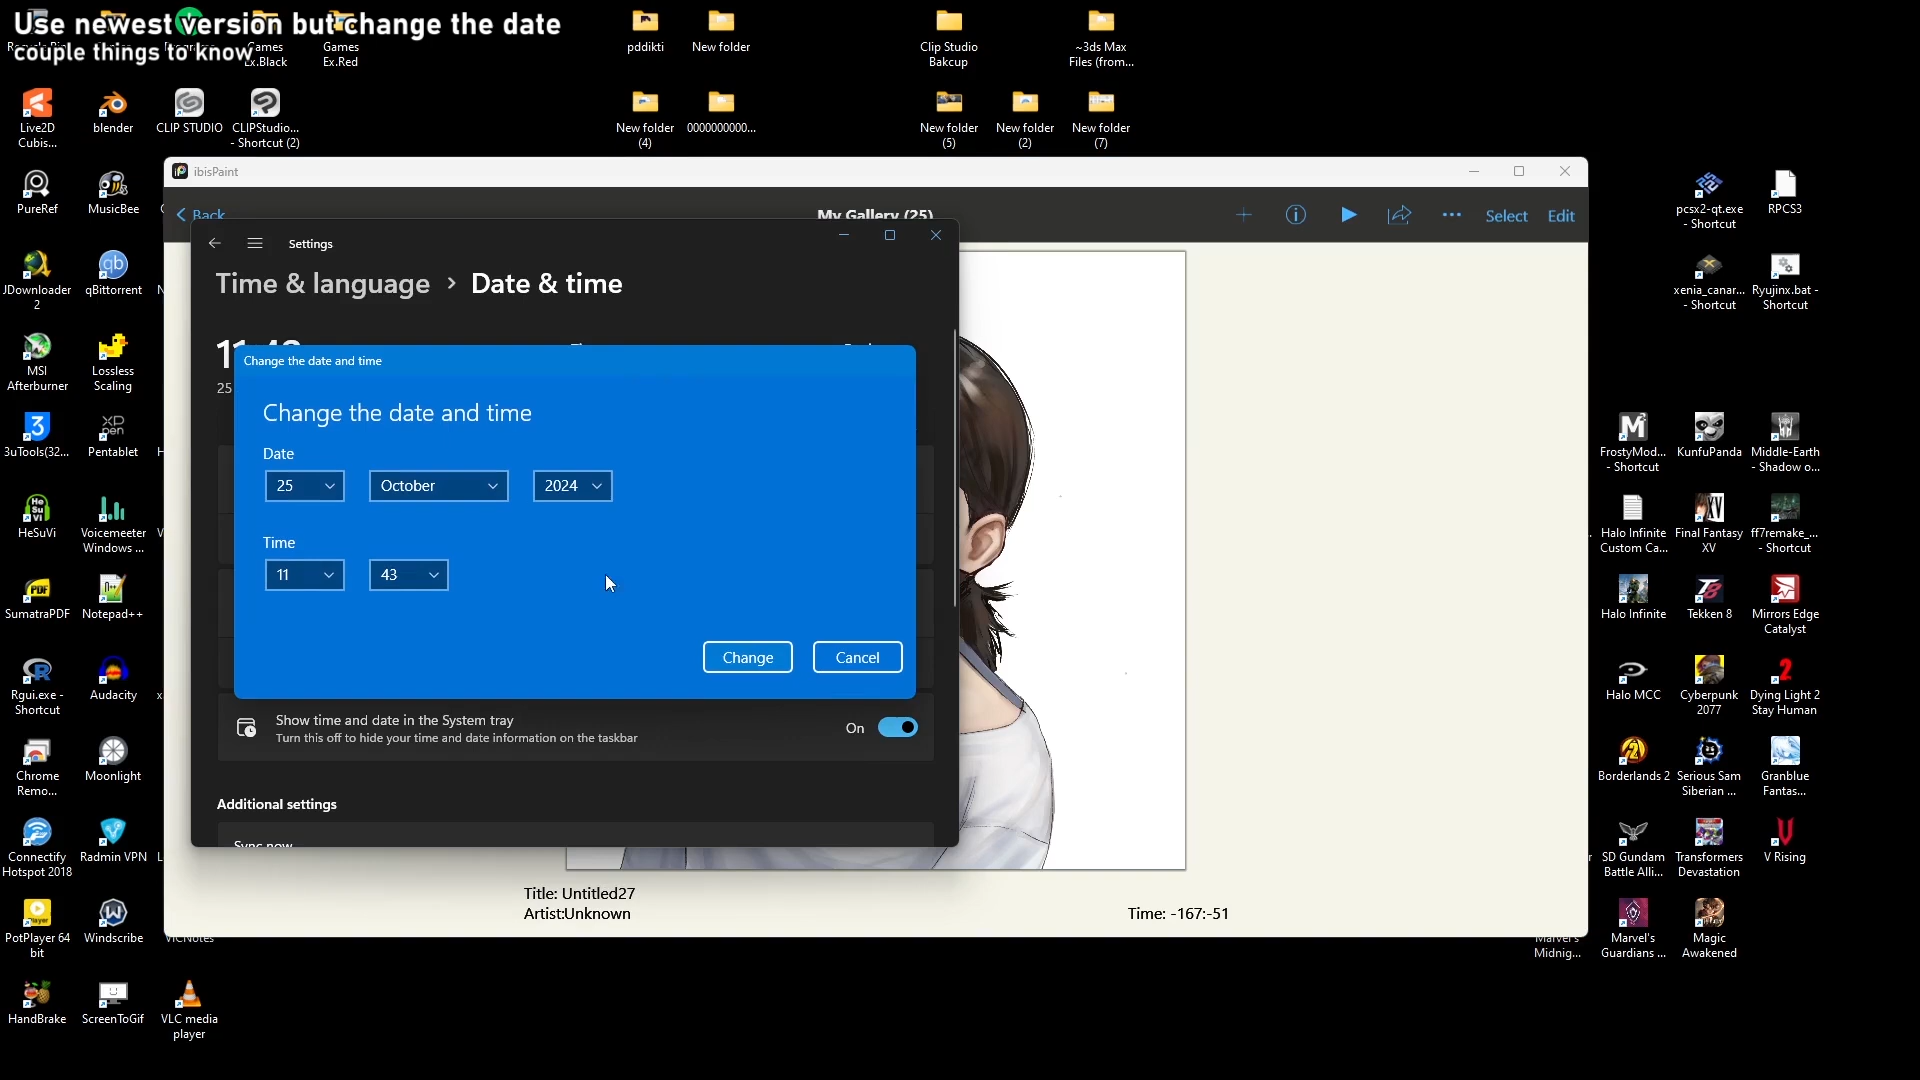 Use newest version but change the date
couple things to know
Games
Ex.Black
Games
Ex.Red
pddikti
New folder
Clip Studio
Bakcup
~3ds Max
Files (from...
Live2D
Cubis...
blender
CLIP STUDIO
CLIPStudio...
- Shortcut (2)
New folder
(4)
0000000000...
New folder
(5)
New folder
(2)
New folder
(7)
PureRef
MusicBee
ibisPaint
Back
My Gallery (25)
Select
Edit
pcsx2-qt.exe
- Shortcut
RPCS3
Settings
Time & language > Date & time
JDownloader
2
qBittorrent
xenia_canar...
- Shortcut
Ryujinx.bat -
Shortcut
MSI
Afterburner
Lossless
Scaling
25
Change the date and time
Change the date and time
Date
25
October
2024
Time
11
43
Change
Cancel
3uTools(32...
Pentablet
FrostyMod...
- Shortcut
KunfuPanda
Middle-Earth
- Shadow o...
HeSuVi
Voicemeeter
Windows ...
Halo Infinite
Custom Ca...
Final Fantasy
XV
ff7remake_...
- Shortcut
SumatraPDF
Notepad++
Halo Infinite
Tekken 8
Mirrors Edge
Catalyst
Rgui.exe -
Shortcut
Audacity
Halo MCC
Cyberpunk
2077
Dying Light 2
Stay Human
Show time and date in the System tray
Turn this off to hide your time and date information on the taskbar
On
Chrome
Remo...
Moonlight
Borderlands 2
Serious Sam
Siberian ...
Granblue
Fantas...
Additional settings
Sync now
Connectify
Hotspot 2018
Radmin VPN
SD Gundam
Battle Alli...
Transformers
Devastation
V Rising
Title: Untitled27
Artist:Unknown
Time: -167:-51
PotPlayer 64
bit
Windscribe
VICNotes
Marvel's
Midnig...
Marvel's
Guardians ...
Magic
Awakened
HandBrake
ScreenToGif
VLC media
player